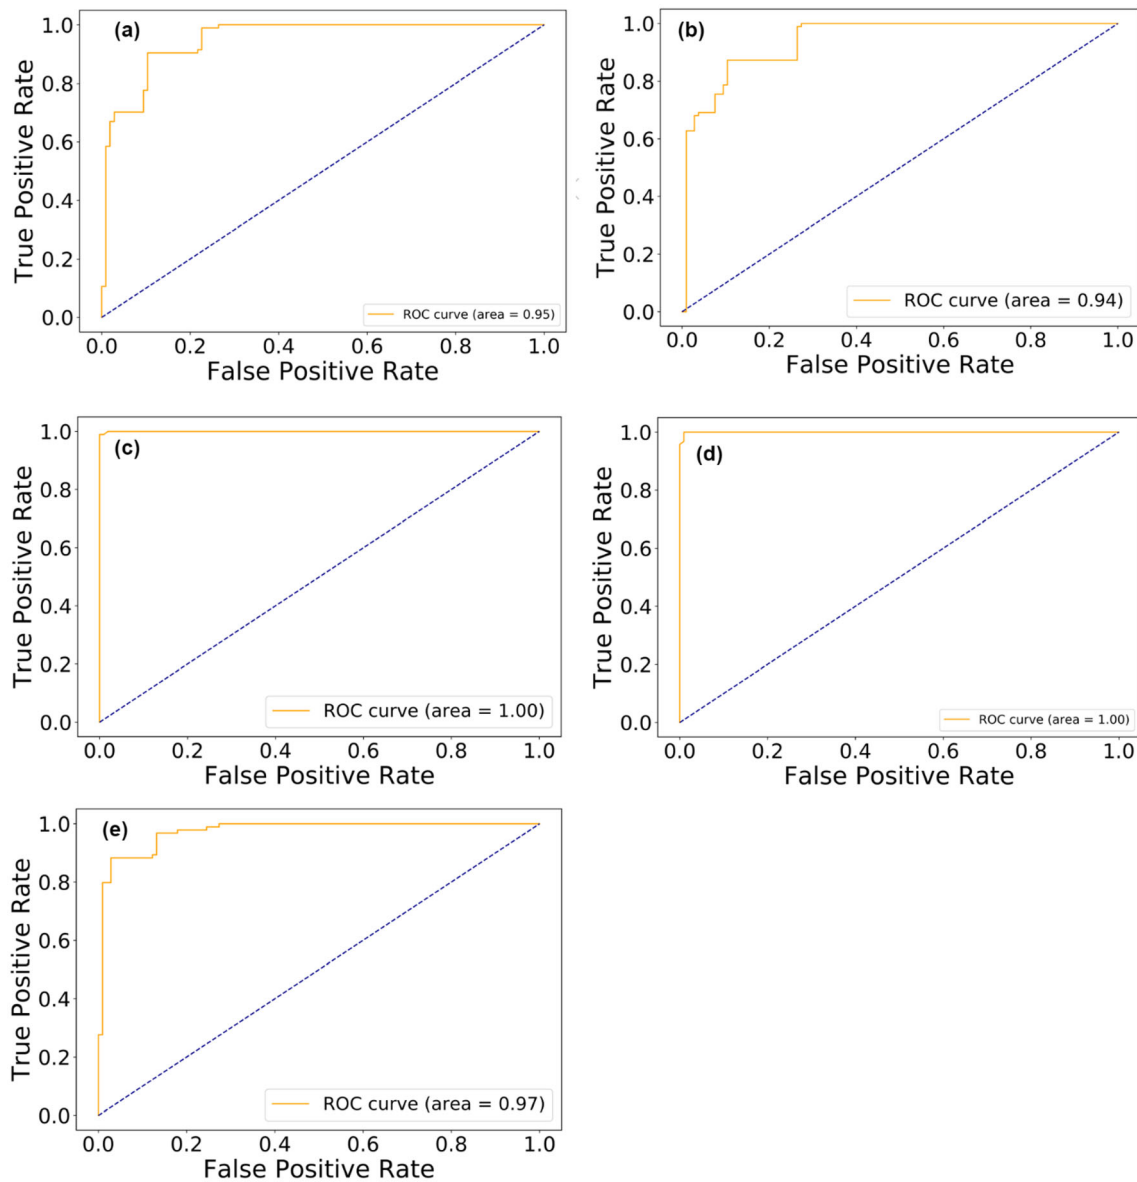 (a)
True Positive Rate
1.0
0.8
0.6
0.4
0.2
0.0
ROC curve (area = 0.95)
0.0 0.2 0.4 0.6 0.8 1.0
False Positive Rate
(b)
True Positive Rate
1.0
0.8
0.6
0.4
0.2
0.0
ROC curve (area = 0.94)
0.0 0.2 0.4 0.6 0.8 1.0
False Positive Rate
(c)
True Positive Rate
1.0
0.8
0.6
0.4
0.2
0.0
ROC curve (area = 1.00)
0.0 0.2 0.4 0.6 0.8 1.0
False Positive Rate
(d)
True Positive Rate
1.0
0.8
0.6
0.4
0.2
0.0
ROC curve (area = 1.00)
0.0 0.2 0.4 0.6 0.8 1.0
False Positive Rate
(e)
True Positive Rate
1.0
0.8
0.6
0.4
0.2
0.0
ROC curve (area = 0.97)
0.0 0.2 0.4 0.6 0.8 1.0
False Positive Rate